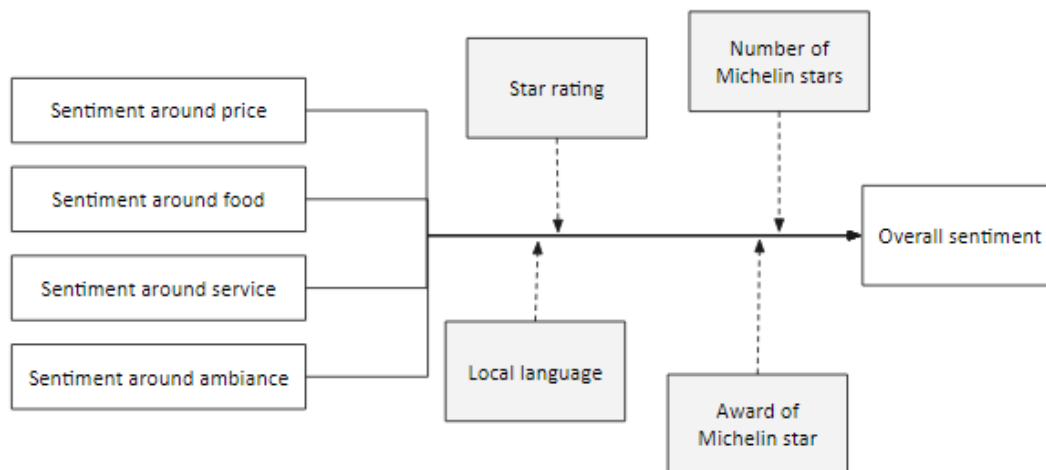 Sentiment around price
Sentiment around food
Sentiment around service
Sentiment around ambiance
Star rating
Local language
Number of
Michelin stars
Award of
Michelin star
Overall sentiment